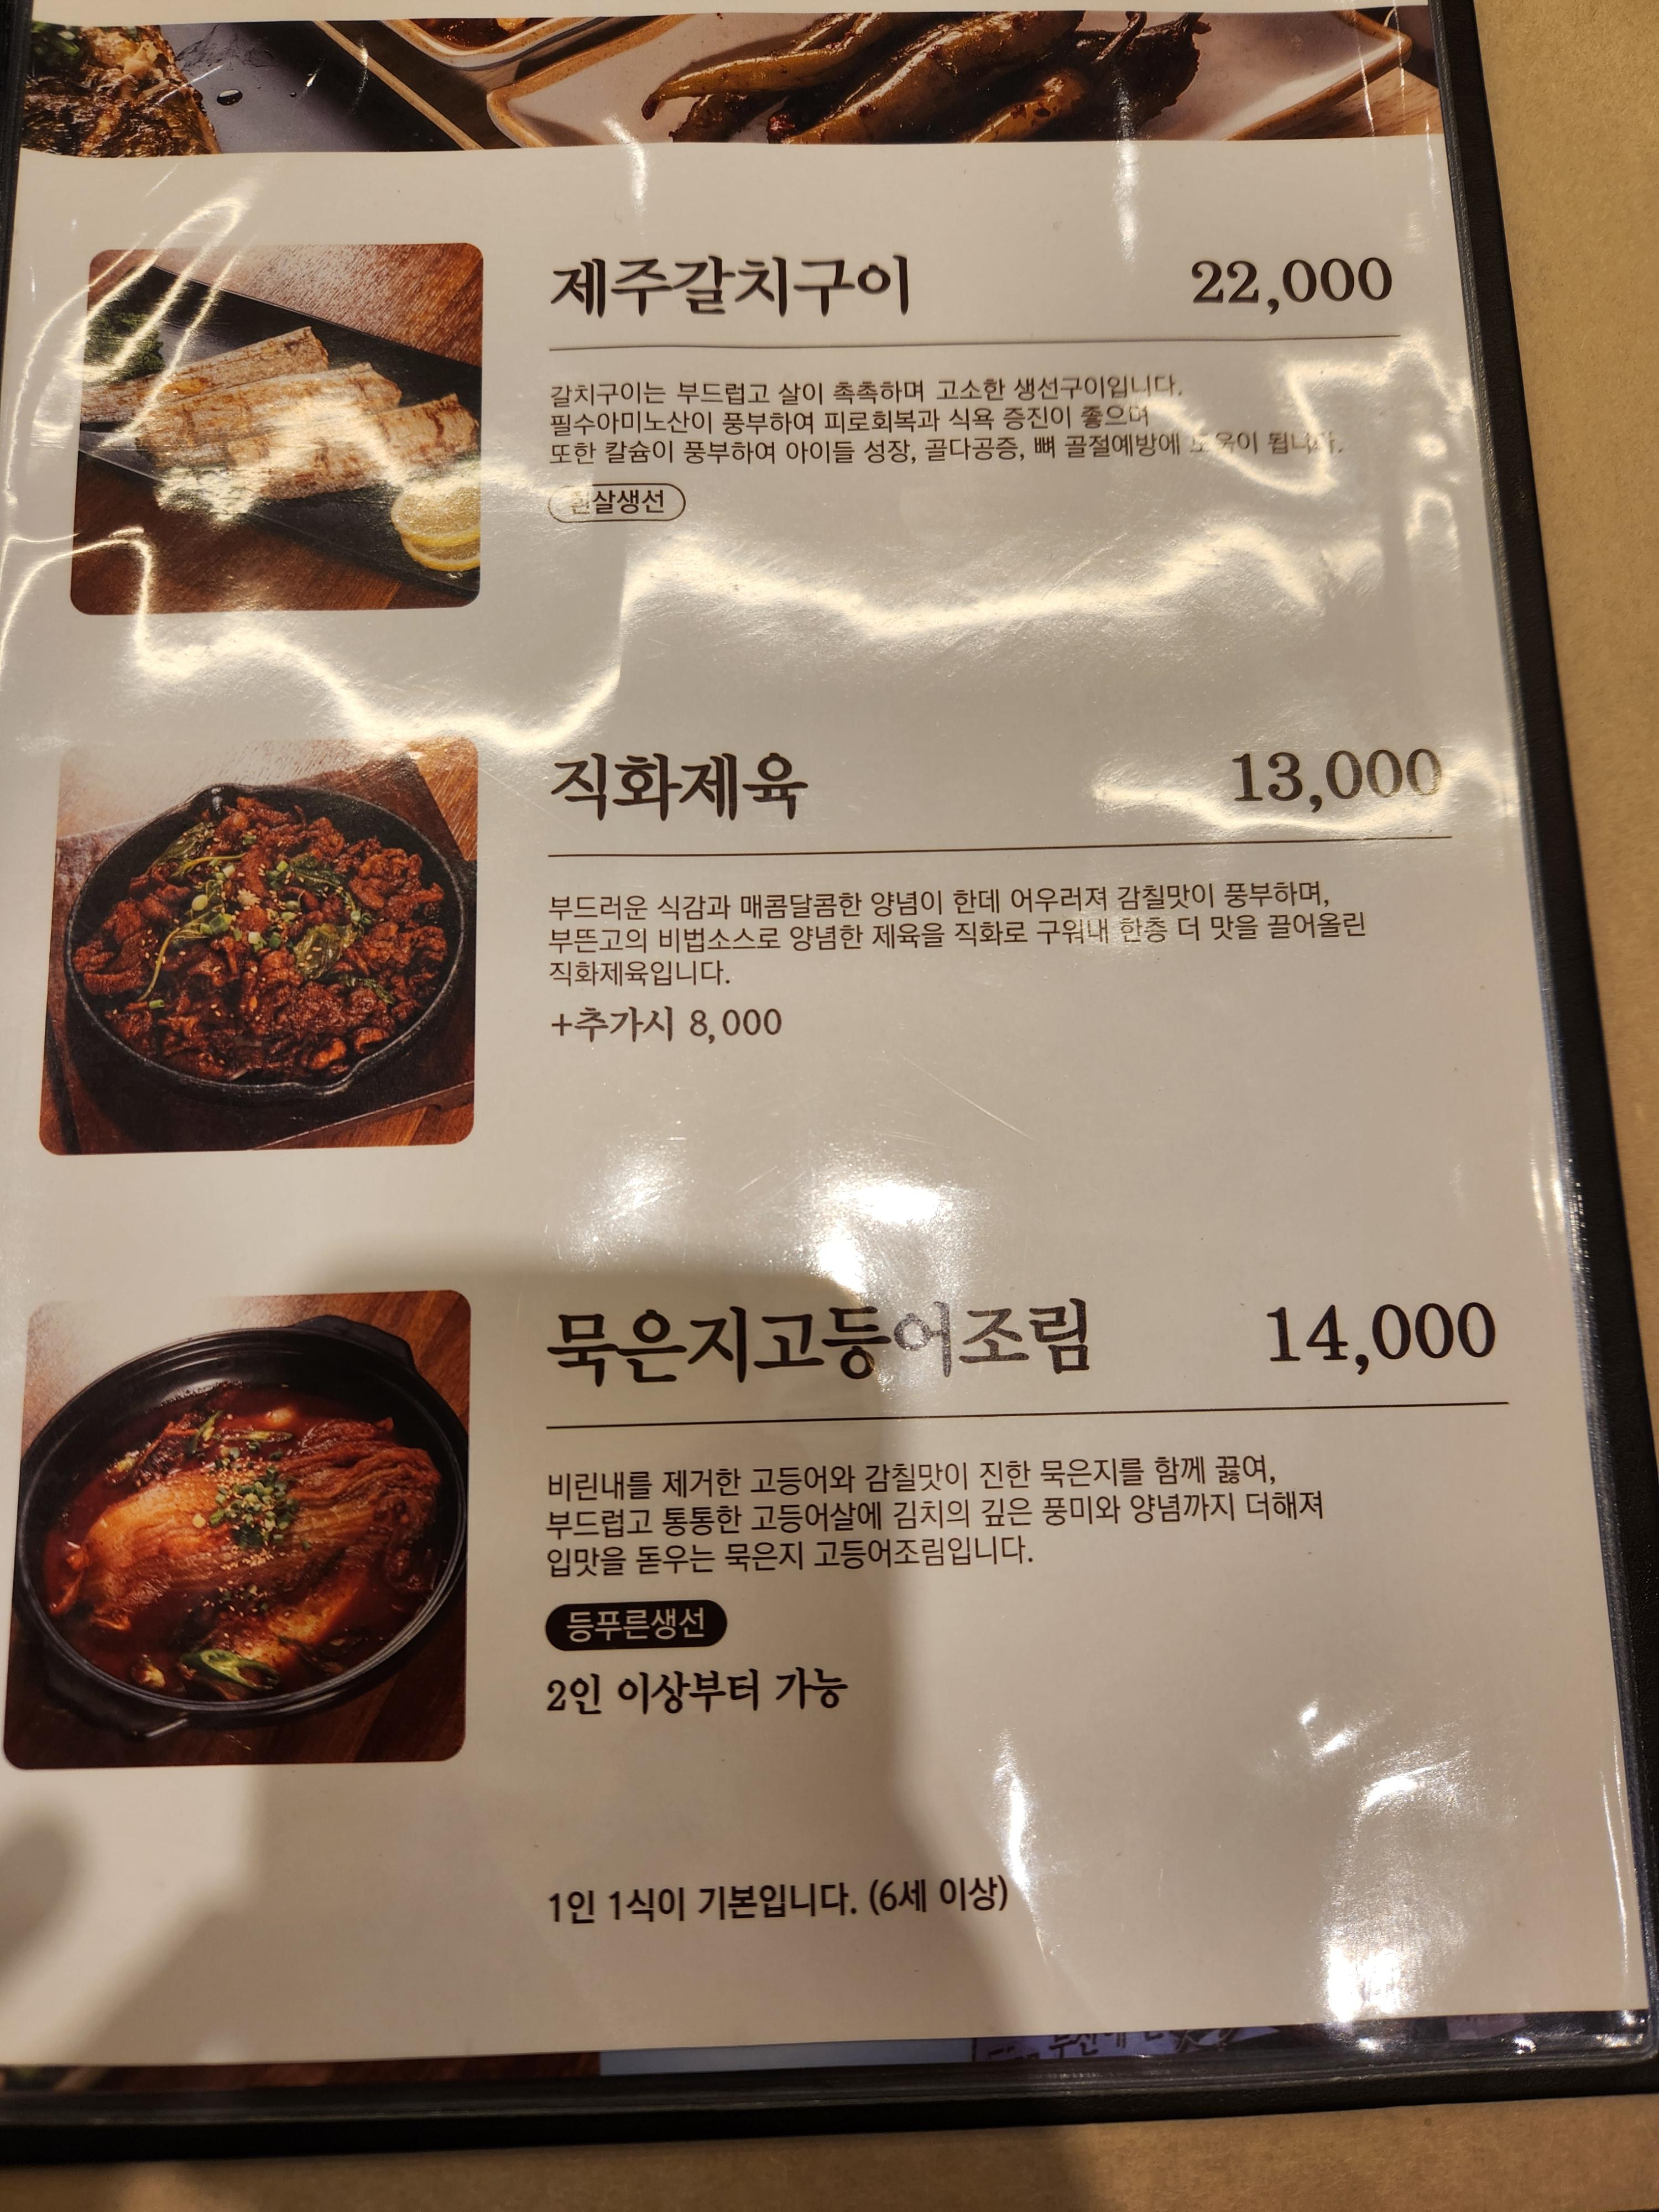 제주갈치구이 22,000
갈치구이는 부드럽고 살이 촉촉하며 고소한 생선구이입니다.
필수아미노산이 풍부하여 피로회복과 식욕 증진이 좋으며
또한 칼슘이 풍부하여 아이들 성장, 골다공증, 뼈 골절예방에 도움이 됩니다.
흰살생선
직화제육 13,000
부드러운 식감과 매콤달콤한 양념이 한데 어우러져 감칠맛이 풍부하며,
부뜬고의 비법소스로 양념한 제육을 직화로 구워내 한층 더 맛을 끌어올린
직화제육입니다.
+추가시 8,000
묵은지고등어조림 14,000
비린내를 제거한 고등어와 감칠맛이 진한 묵은지를 함께 끓여,
부드럽고 통통한 고등어살에 김치의 깊은 풍미와 양념까지 더해져
입맛을 돋우는 묵은지 고등어조림입니다.
등푸른생선
2인 이상부터 가능
1인 1식이 기본입니다. (6세 이상)